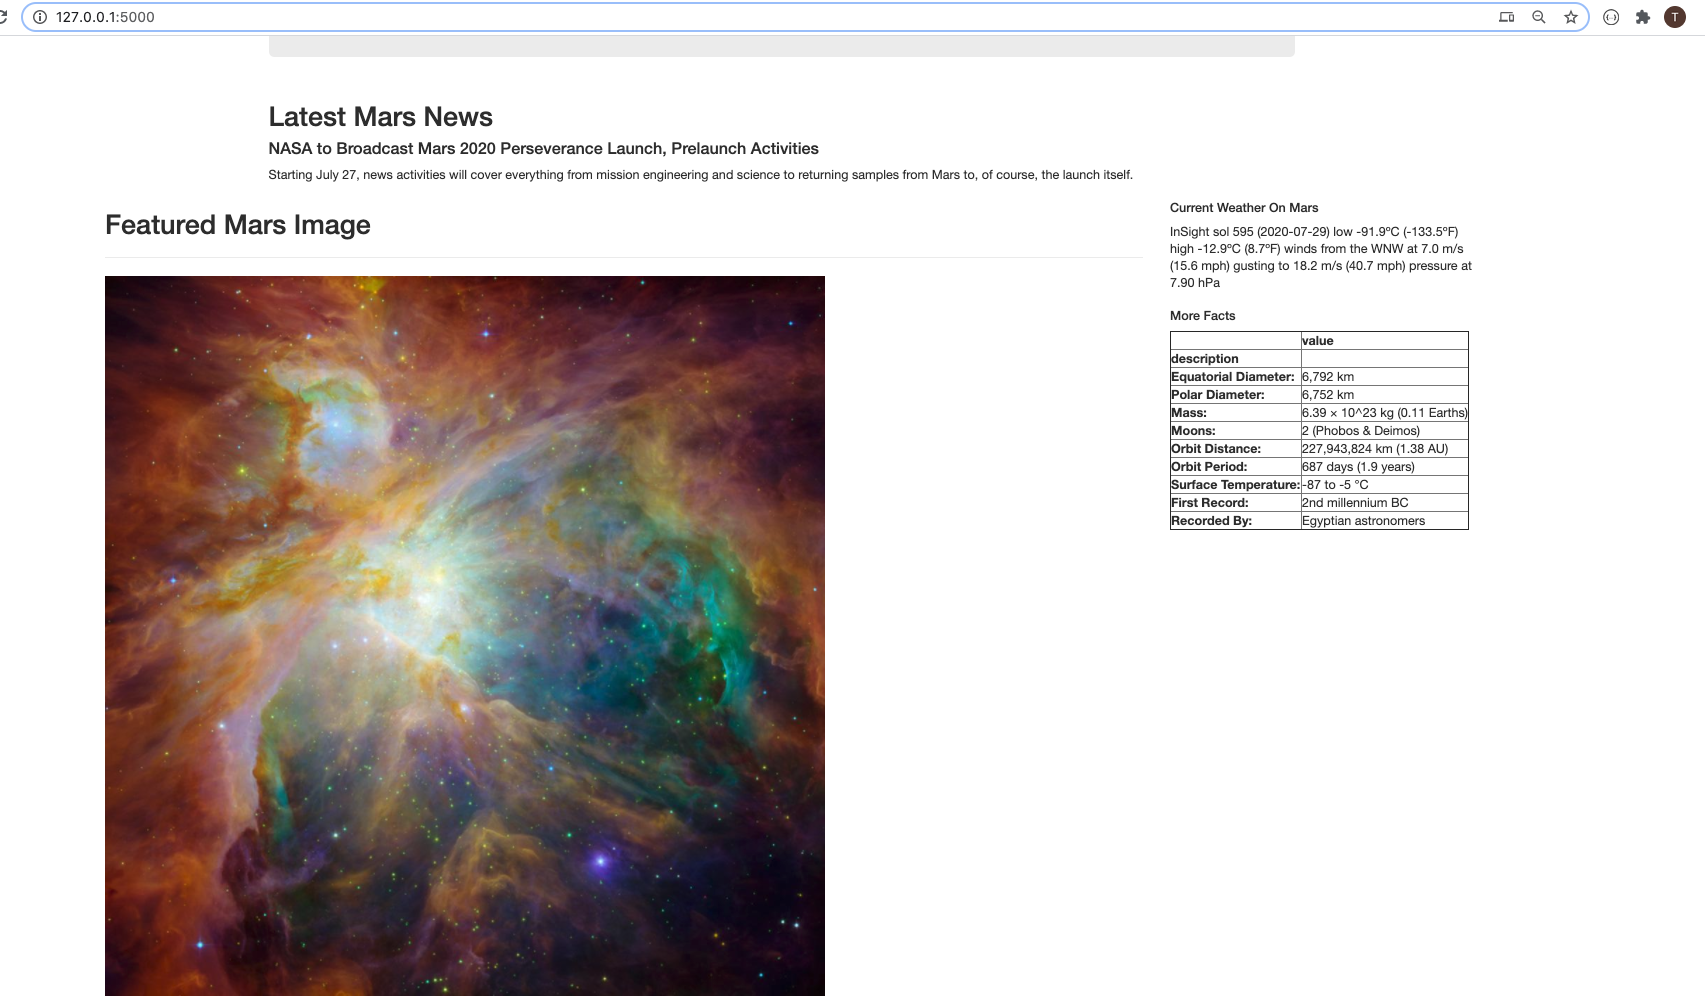 127.0.0.1:5000
T
Latest Mars News
NASA to Broadcast Mars 2020 Perseverance Launch, Prelaunch Activities
Starting July 27, news activities will cover everything from mission engineering and science to returning samples from Mars to, of course, the launch itself.
Featured Mars Image
Current Weather On Mars
InSight sol 595 (2020-07-29) low -91.9ºC (-133.5ºF)
high -12.9ºC (8.7ºF) winds from the WNW at 7.0 m/s
(15.6 mph) gusting to 18.2 m/s (40.7 mph) pressure at
7.90 hPa
More Facts
value
description
Equatorial Diameter: 6,792 km
Polar Diameter: 6,752 km
Mass: 6.39 × 10^23 kg (0.11 Earths)
Moons: 2 (Phobos & Deimos)
Orbit Distance: 227,943,824 km (1.38 AU)
Orbit Period: 687 days (1.9 years)
Surface Temperature: -87 to -5 °C
First Record: 2nd millennium BC
Recorded By: Egyptian astronomers